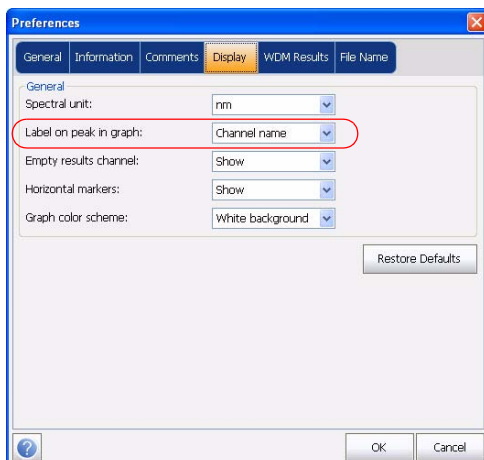 Preferences
General Information Comments Display WDM Results File Name
General
Spectral unit: nm
Label on peak in graph: Channel name
Empty results channel: Show
Horizontal markers: Show
Graph color scheme: White background
Restore Defaults
OK Cancel